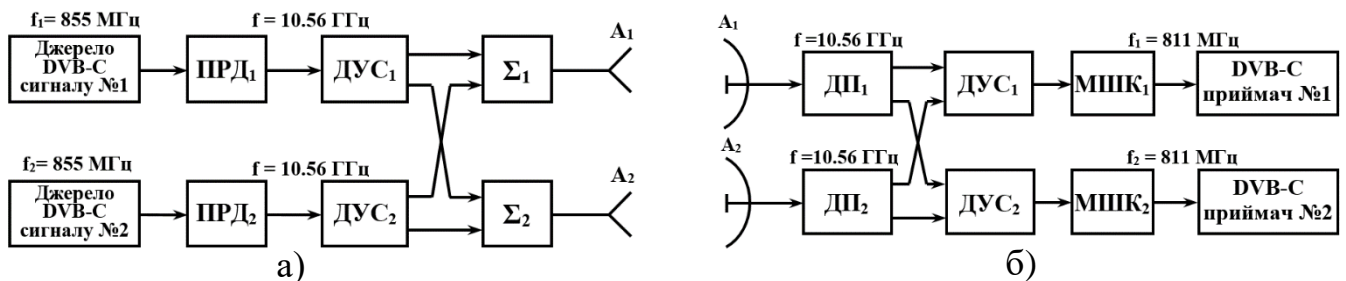 f₁= 855 МГц
f = 10.56 ГГц
Джерело
DVB-C
сигналу №1
ПРД₁
ДУС₁
Σ₁
A₁
f₂= 855 МГц
f = 10.56 ГГц
Джерело
DVB-C
сигналу №2
ПРД₂
ДУС₂
Σ₂
A₂
а)
A₁
f =10.56 ГГц
f₁ = 811 МГц
ДП₁
ДУС₁
МШК₁
DVB-C
приймач №1
A₂
f =10.56 ГГц
f₂ = 811 МГц
ДП₂
ДУС₂
МШК₂
DVB-C
приймач №2
б)